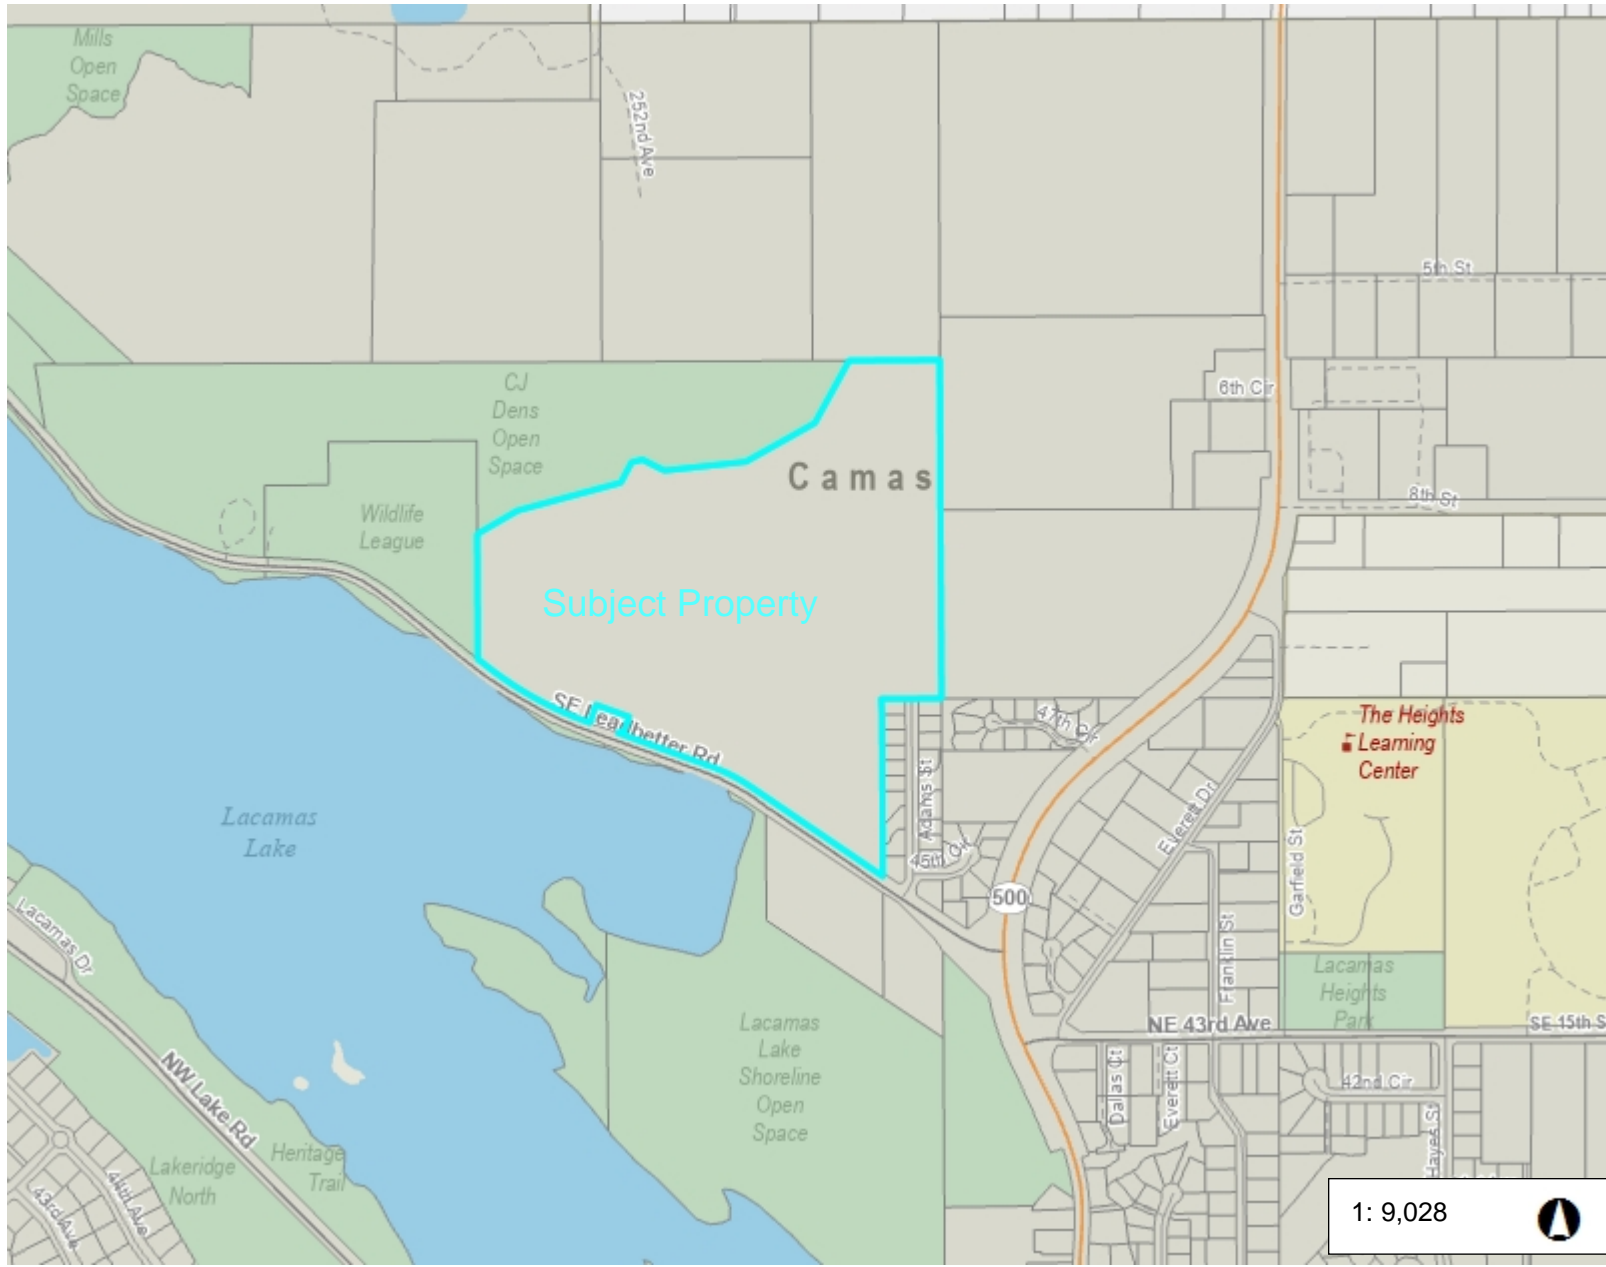 Mills
Open
Space
252nd Ave
5th St
CJ
Dens
Open
Space
6th Cir
Camas
8th St
Wildlife
League
Subject Property
SE Leadbetter Rd
47th Cir
The Heights
Learning
Center
Adams St
Everett Dr
Lacamas
Lake
45th Cir
Garfield St
500
Lacamas Dr
Franklin St
Lacamas
Heights
Park
Lacamas
Lake
Shoreline
Open
Space
NE 43rd Ave
SE 15th S
NW Lake Rd
Dallas Ct
Everett Ct
42nd Cir
Hayes St
Heritage
Trail
Lakeridge
North
44th Ave
43rd Ave
1: 9,028